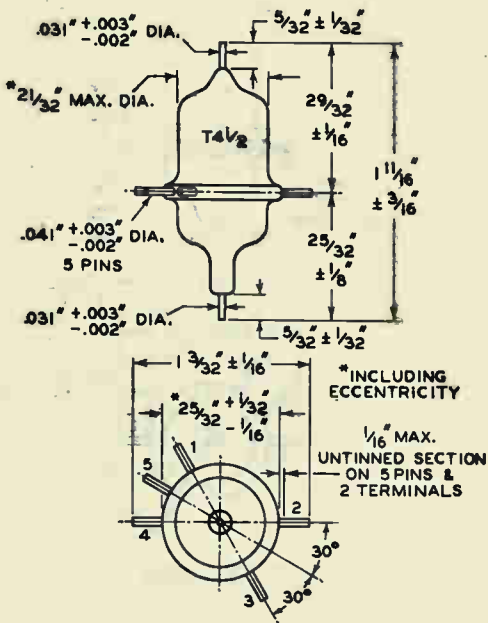 .031" +.003" -.002" DIA.
5/32" ± 1/32"
*21/32" MAX. DIA.
T4 1/2
29/32" ± 1/16"
1 11/16" ± 3/16"
.041" +.003" -.002" DIA.
5 PINS
25/32" ± 1/8"
.031" +.003" -.002" DIA.
5/32" ± 1/32"
1 3/32" ± 1/16"
*INCLUDING
ECCENTRICITY
*25/32" + 1/32" - 1/16"
1/16" MAX.
UNTINNED SECTION
ON 5 PINS &
2 TERMINALS
1
5
4
2
3
30°
30°